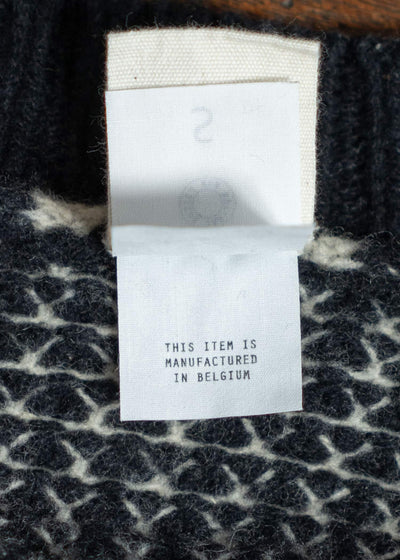 S
THIS ITEM IS
MANUFACTURED
IN BELGIUM